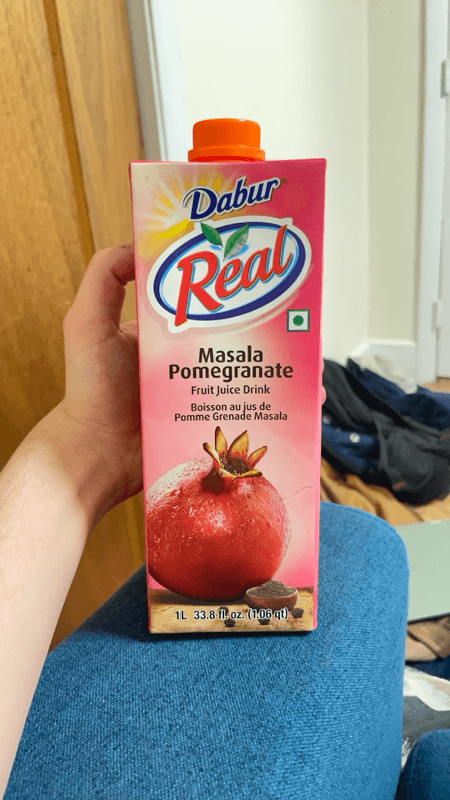 Dabur
Réal
Masala
Pomegranate
Fruit Juice Drink
Boisson au jus de
Pomme Grenade Masala
1L 33.8 fl. oz. (1.06 qt)